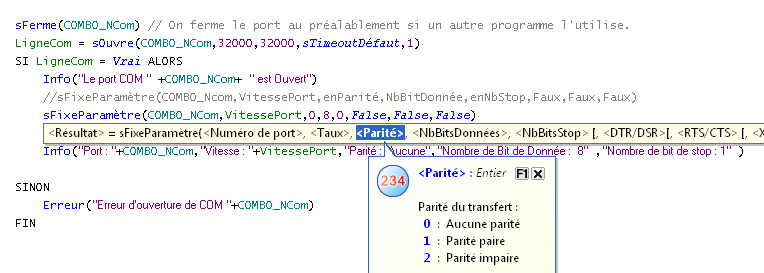 sFerme(COMBO_NCom) // On ferme le port au préalablement si un autre programme l'utilise.
LigneCom = sOuvre(COMBO_NCom,32000,32000,sTimeoutDéfaut,1)
SI LigneCom = Vrai ALORS
Info("Le port COM " +COMBO_NCom+ " est Ouvert")
//sFixeParamètre(COMBO_Ncom,VitessePort,enParité,NbBitDonnée,enNbStop,Faux,Faux,Faux)
sFixeParamètre(COMBO_NCom,VitessePort,0,8,0,False,False,False)
<Résultat> = sFixeParamètre(<Numéro de port>, <Taux>, <Parité>, <NbBitsDonnées>, <NbBitsStop> [, <DTR/DSR>[, <RTS/CTS> [, <X
Info("Port : "+COMBO_NCom,"Vitesse : "+VitessePort,"Parité : Aucune","Nombre de Bit de Donnée : 8" ,"Nombre de bit de stop : 1" )
234 <Parité> : Entier F1
Parité du transfert :
0 : Aucune parité
1 : Parité paire
2 : Parité impaire
SINON
Erreur("Erreur d'ouverture de COM "+COMBO_NCom)
FIN